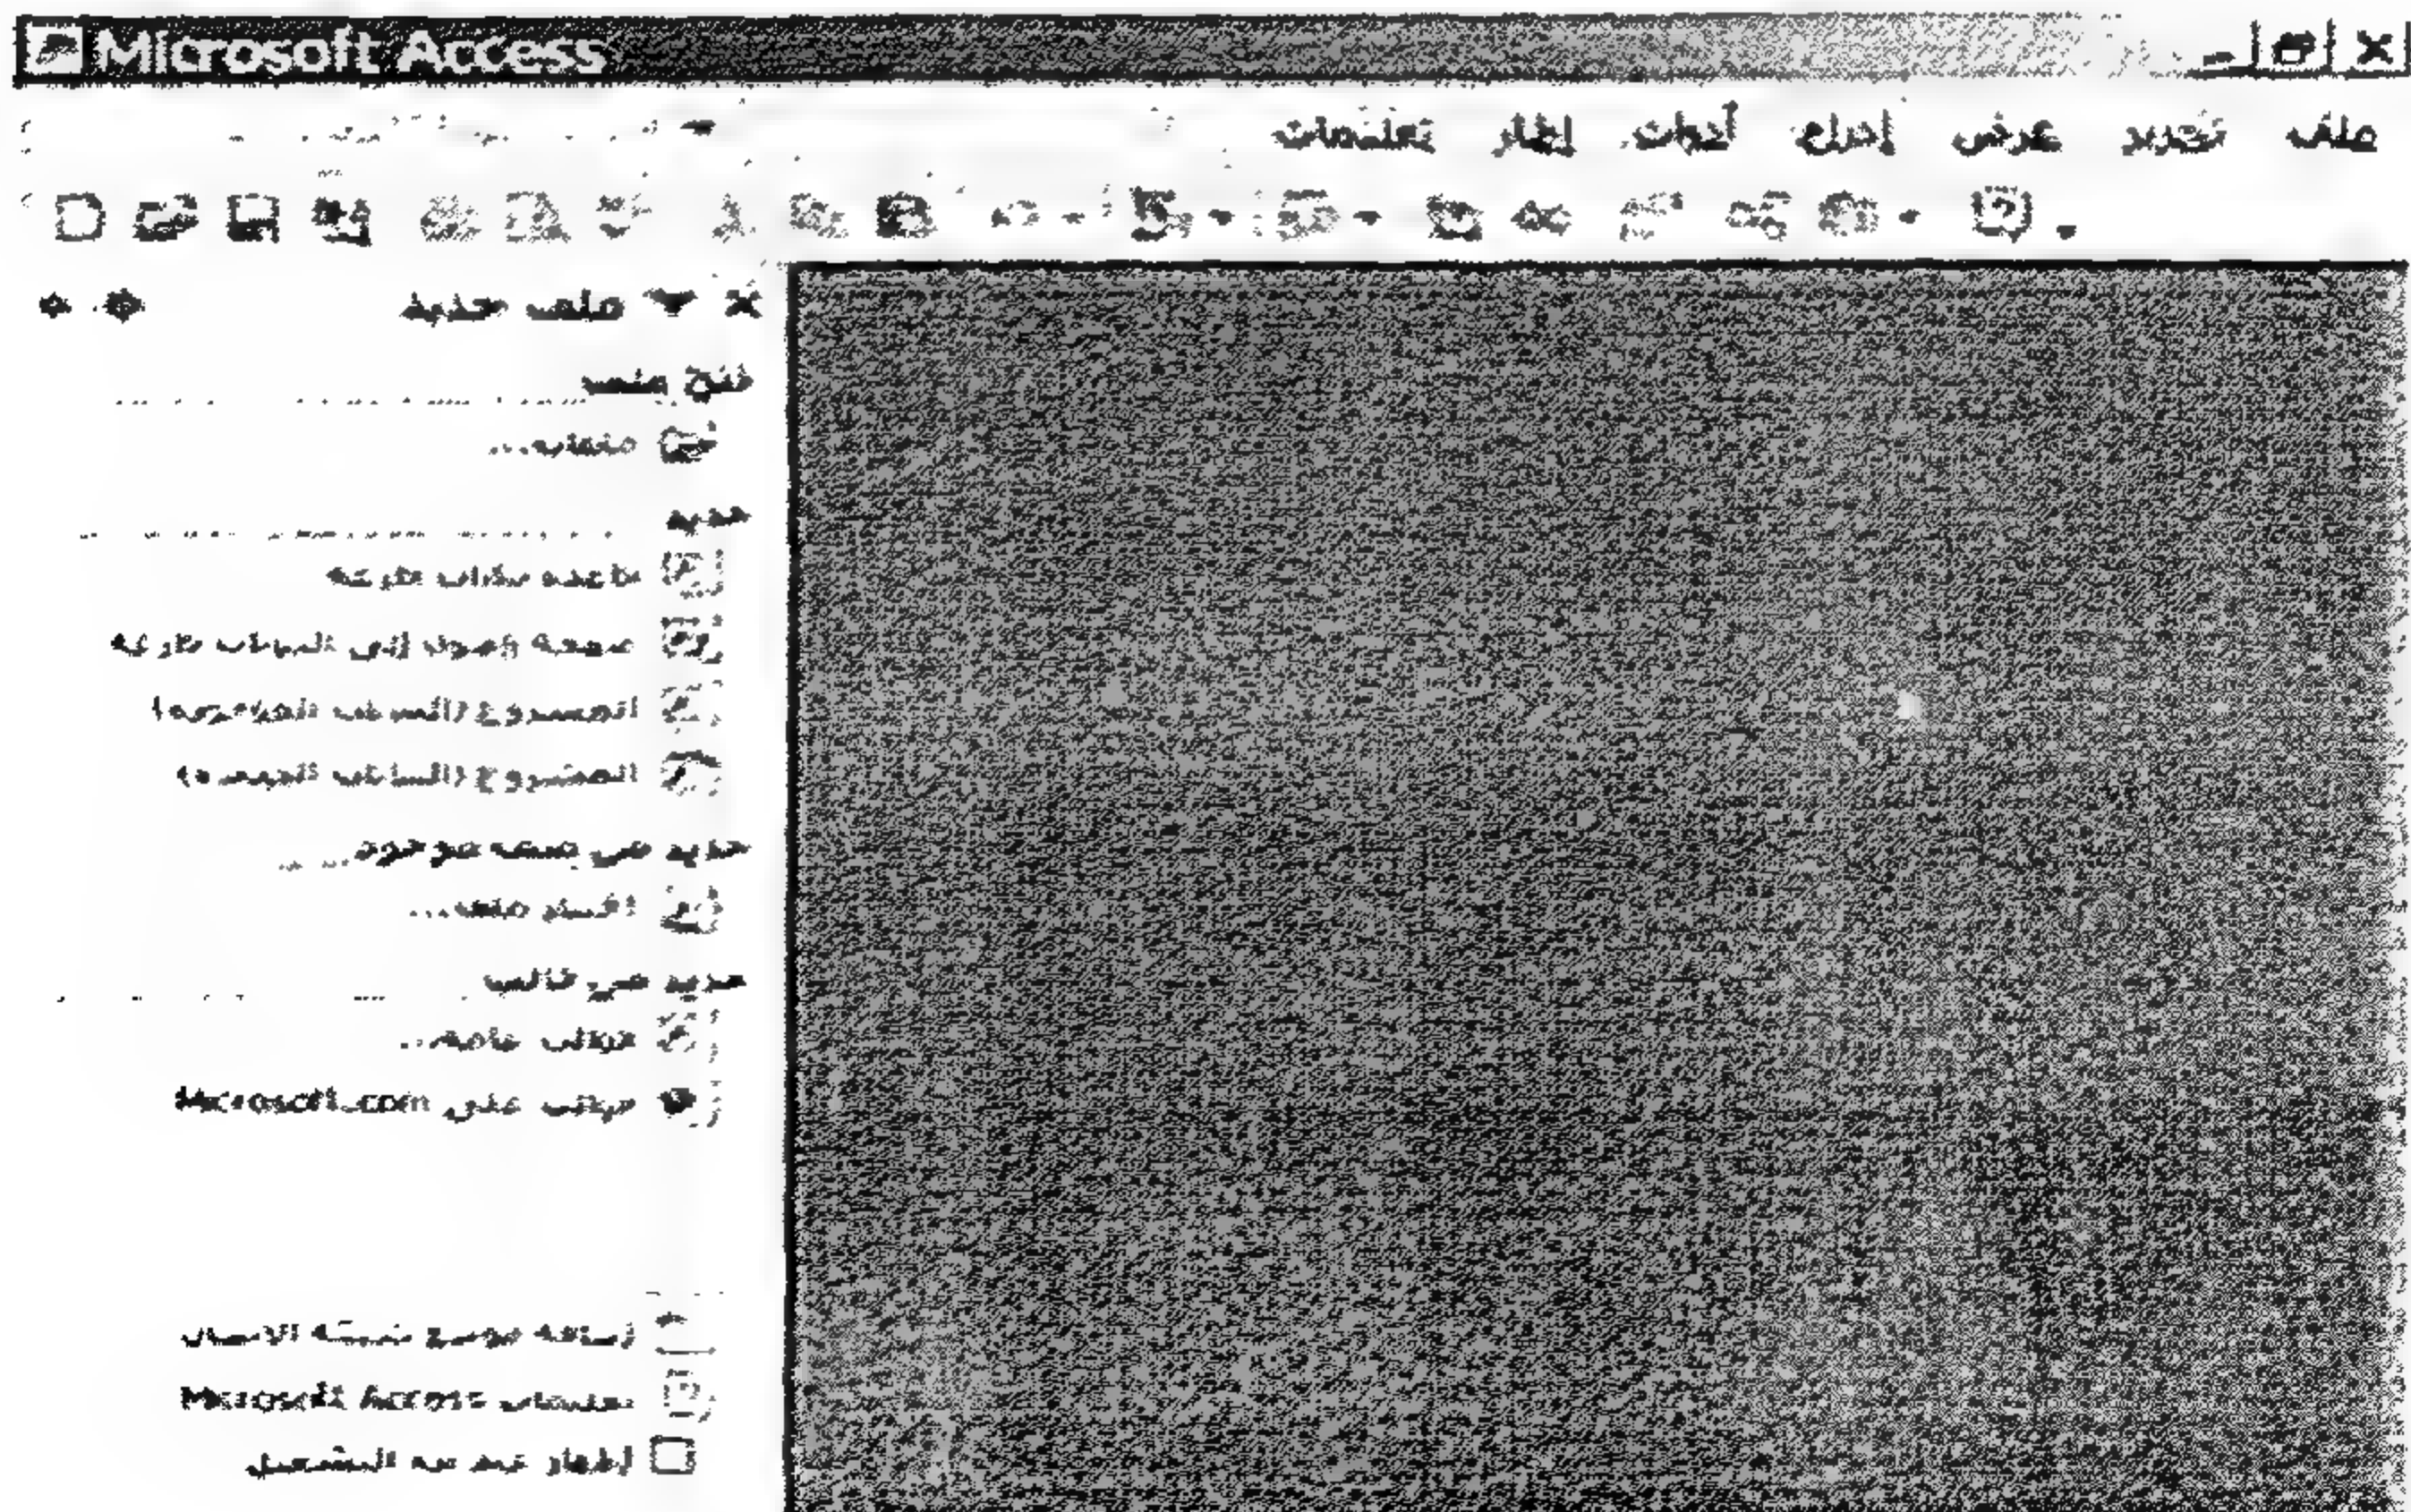 Microsoft Access
ملف تحرير عرض إدراج أدوات إطار تعليمات
ملف جديد
فتح ملف
ملفات...
جديد
قاعدة بيانات فارغة
صفحة وصول إلى البيانات فارغة
المشروع (البيانات الموجودة)
المشروع (البيانات الجديدة)
جديد من ملف موجود
اختيار ملف...
جديد من قالب
قوالب عامة...
قوالب على Microsoft.com
إضافة موضع شبكة الاتصال
تعليمات Microsoft Access
إظهار عند بدء التشغيل